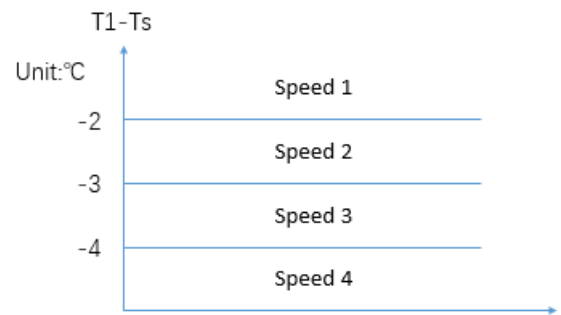 T1-Ts
Unit:℃
Speed 1
-2
Speed 2
-3
Speed 3
-4
Speed 4